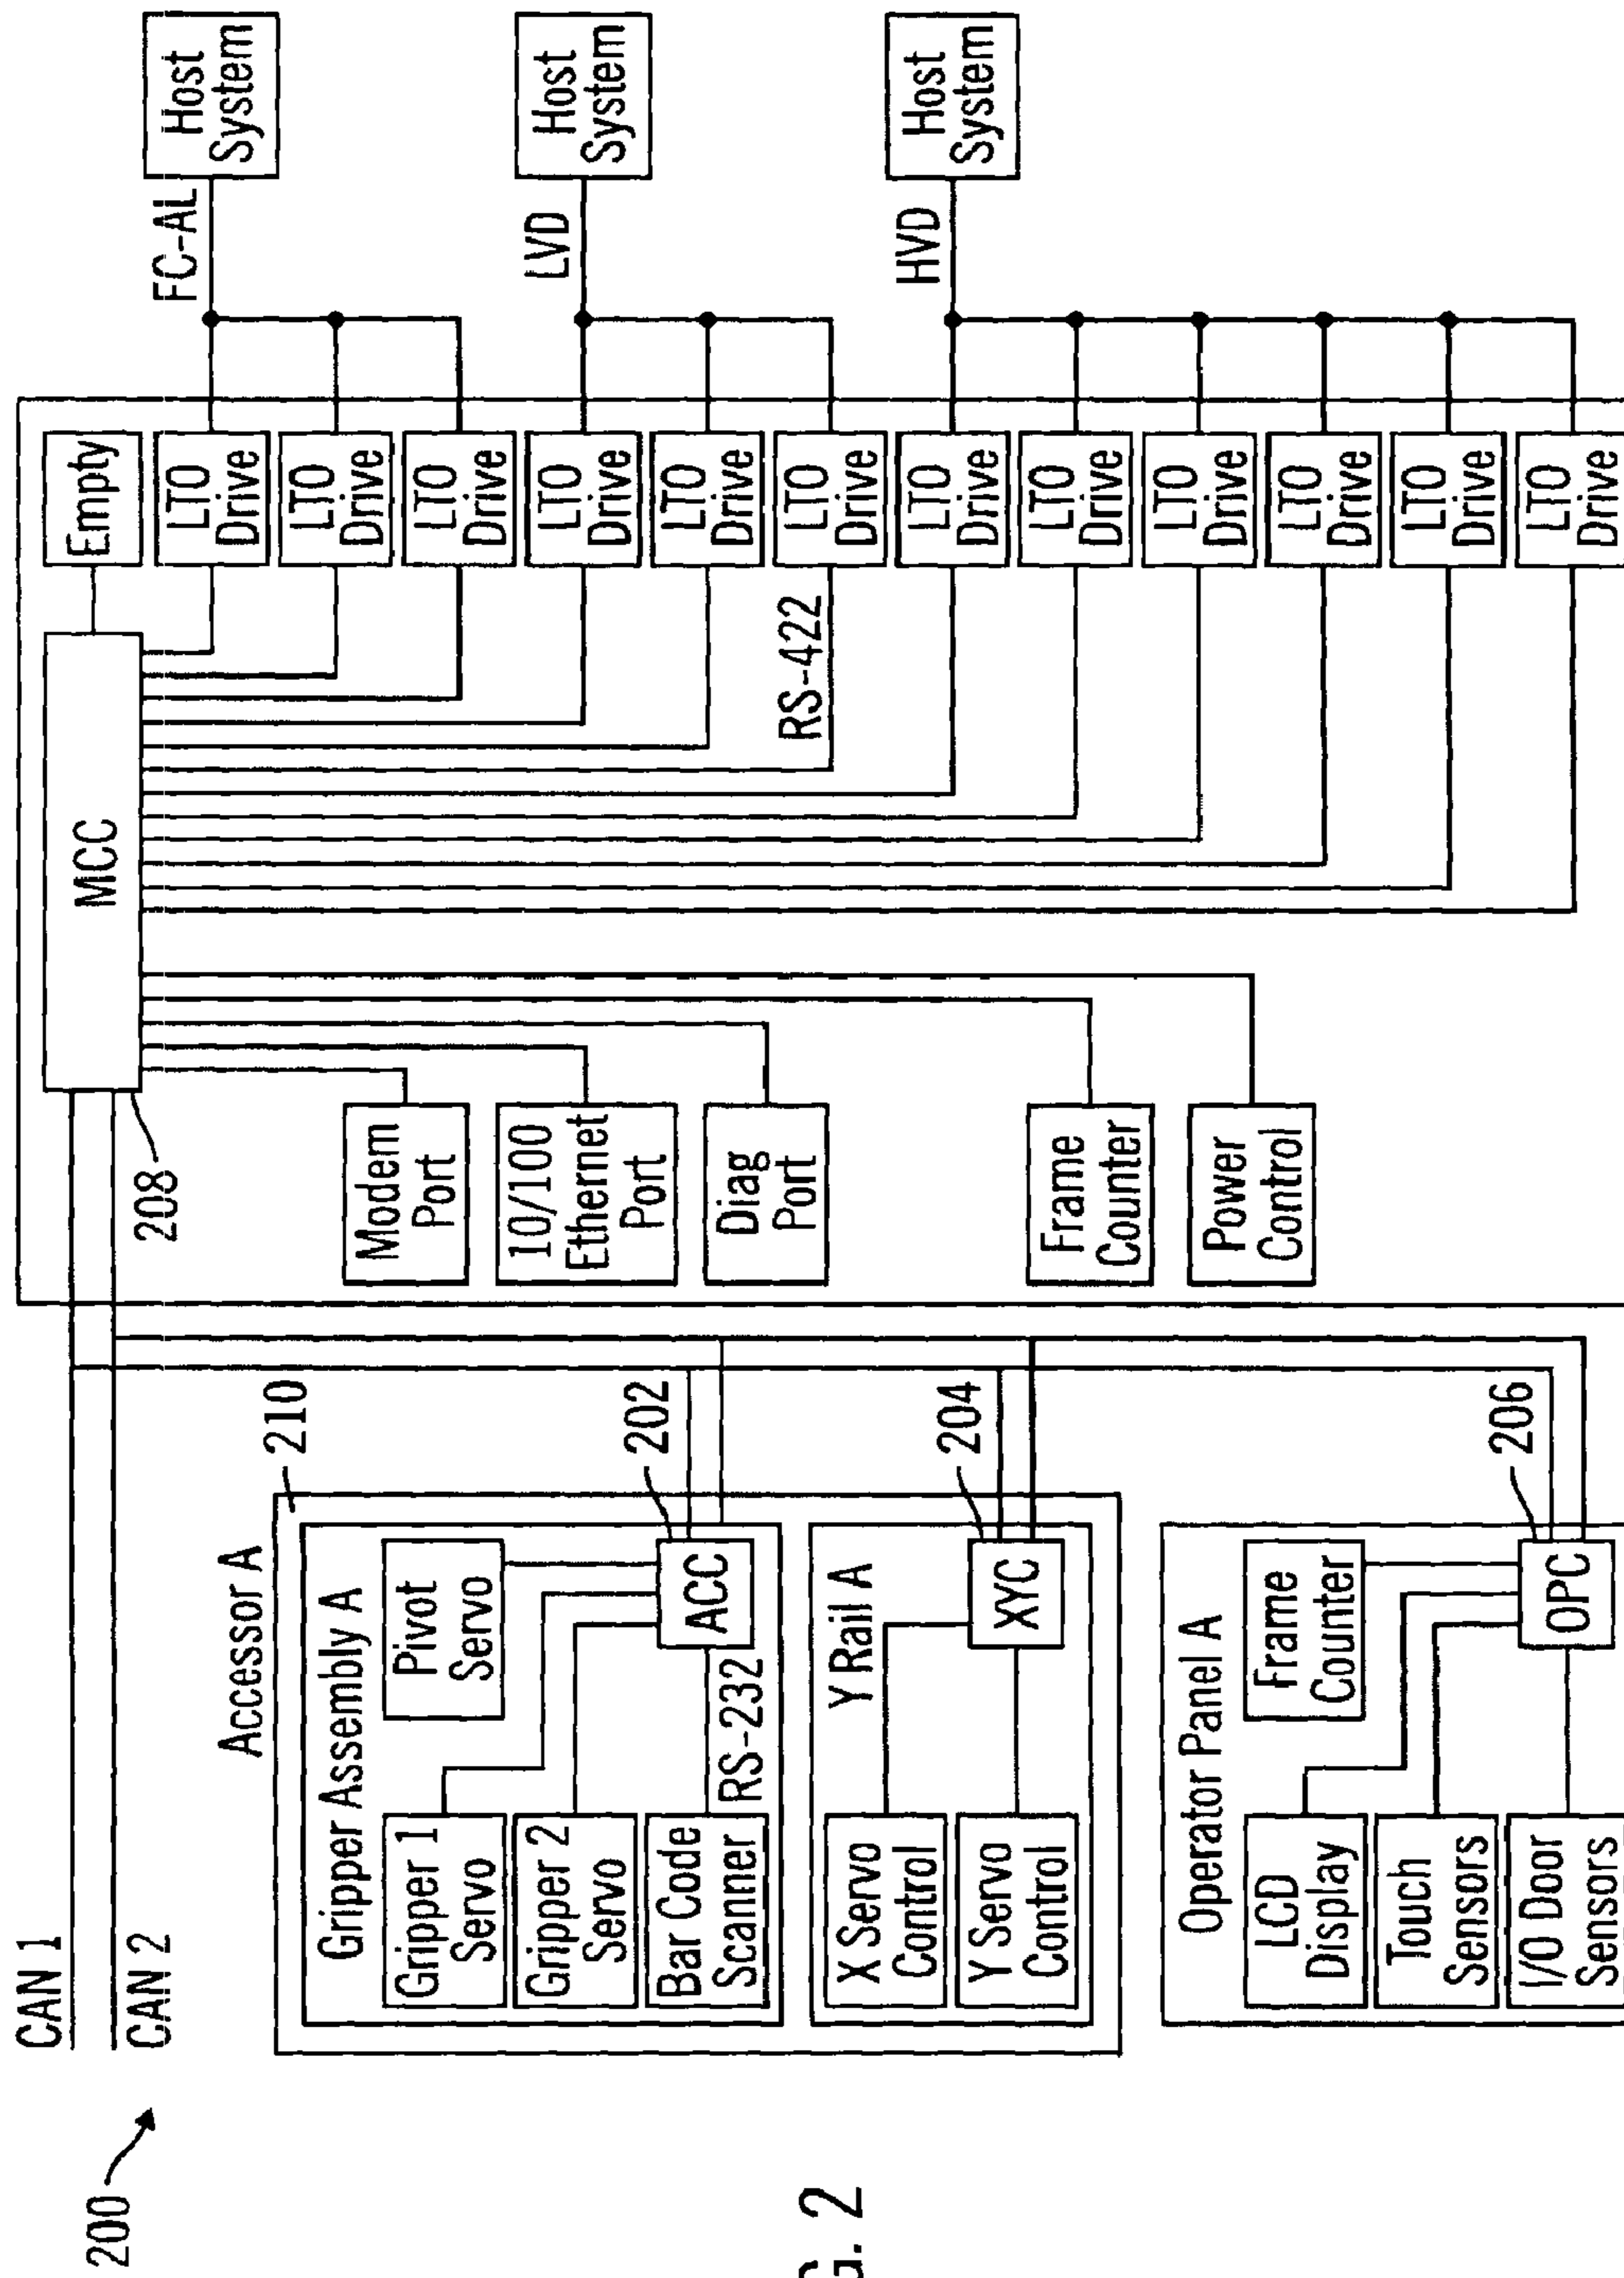 200
CAN 1
CAN 2
MCC
208
Empty
LTO
Drive
LTO
Drive
LTO
Drive
LTO
Drive
LTO
Drive
LTO
Drive
LTO
Drive
LTO
Drive
LTO
Drive
LTO
Drive
LTO
Drive
LTO
Drive
RS-422
FC-AL
Host
System
LVD
Host
System
HVD
Host
System
Modem
Port
10/100
Ethernet
Port
Diag
Port
Frame
Counter
Power
Control
Accessor A
210
Gripper Assembly A
Gripper 1
Servo
Pivot
Servo
Gripper 2
Servo
Bar Code
Scanner
RS-232
ACC
202
Y Rail A
X Servo
Control
Y Servo
Control
XYC
204
Operator Panel A
LCD
Display
Frame
Counter
Touch
Sensors
I/O Door
Sensors
OPC
206
G. 2